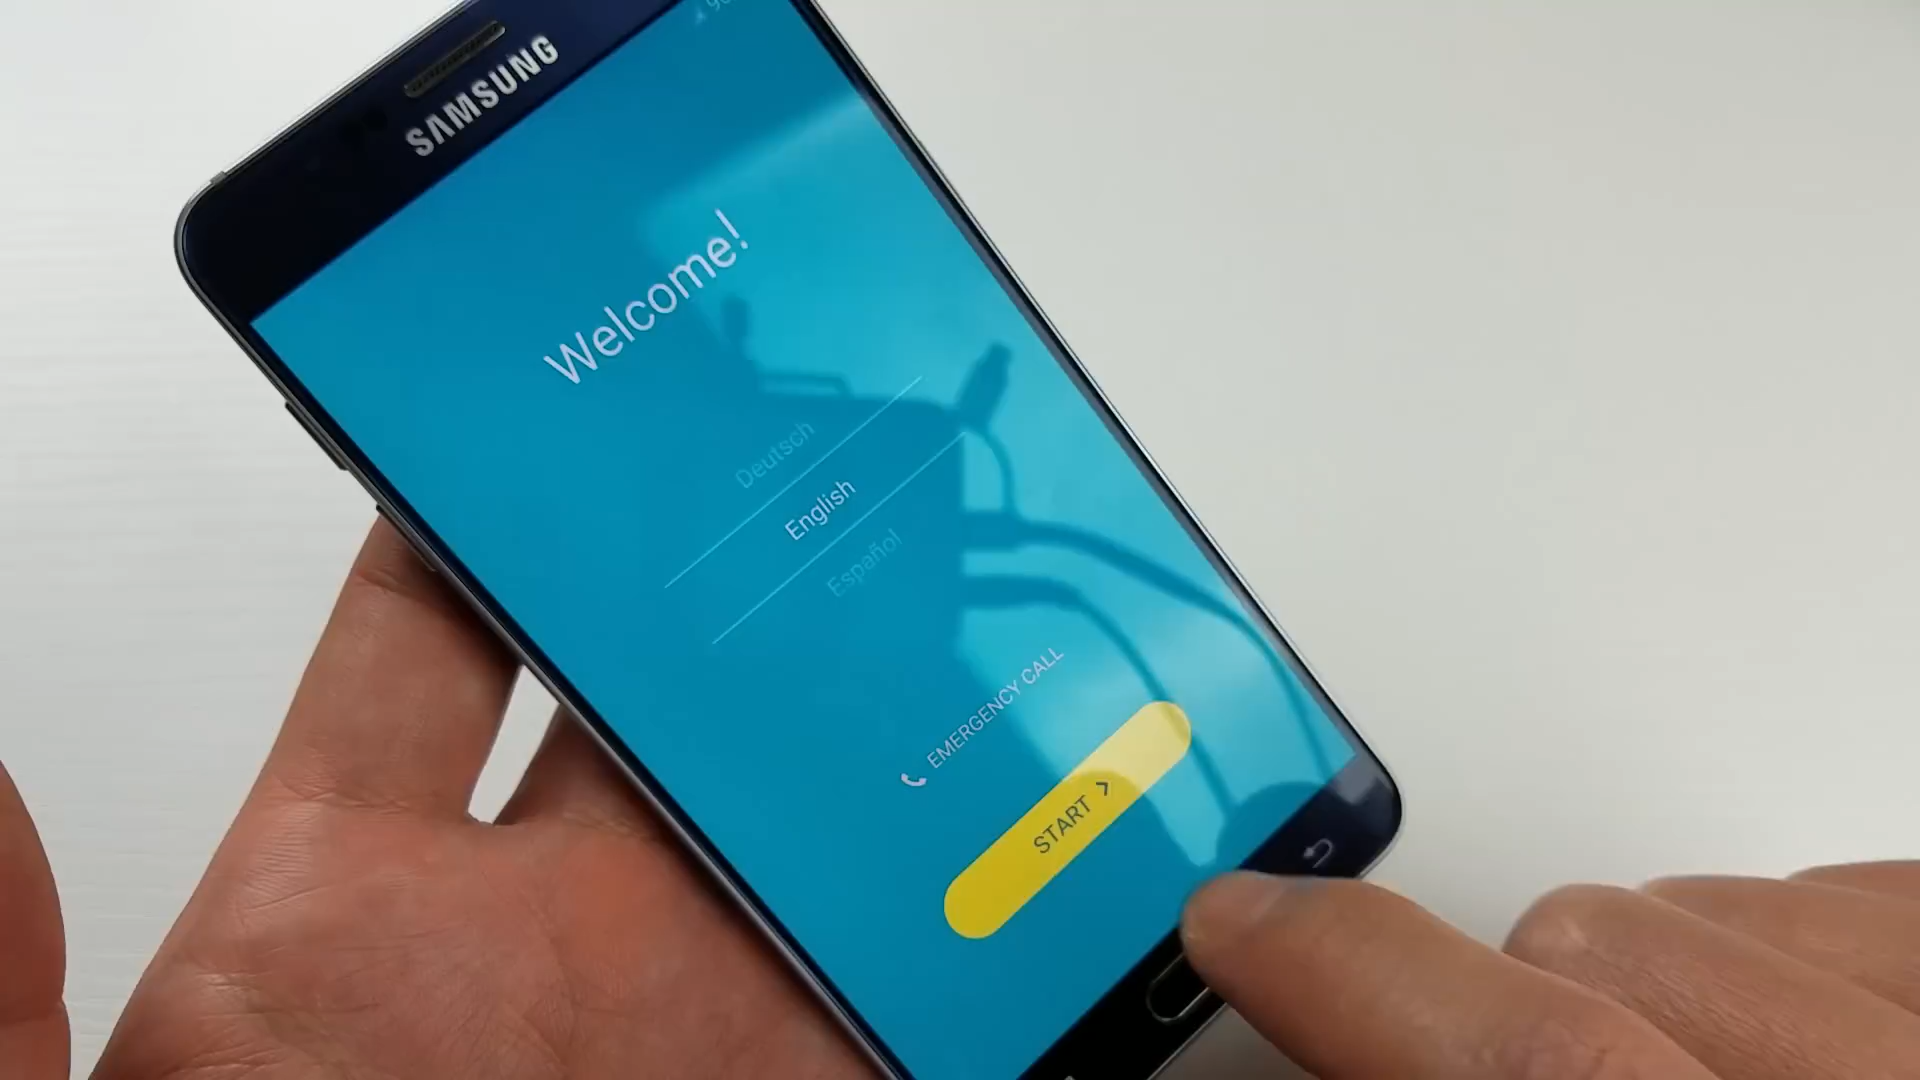 SAMSUNG
Welcome!
Deutsch
English
Español
EMERGENCY CALL
START >